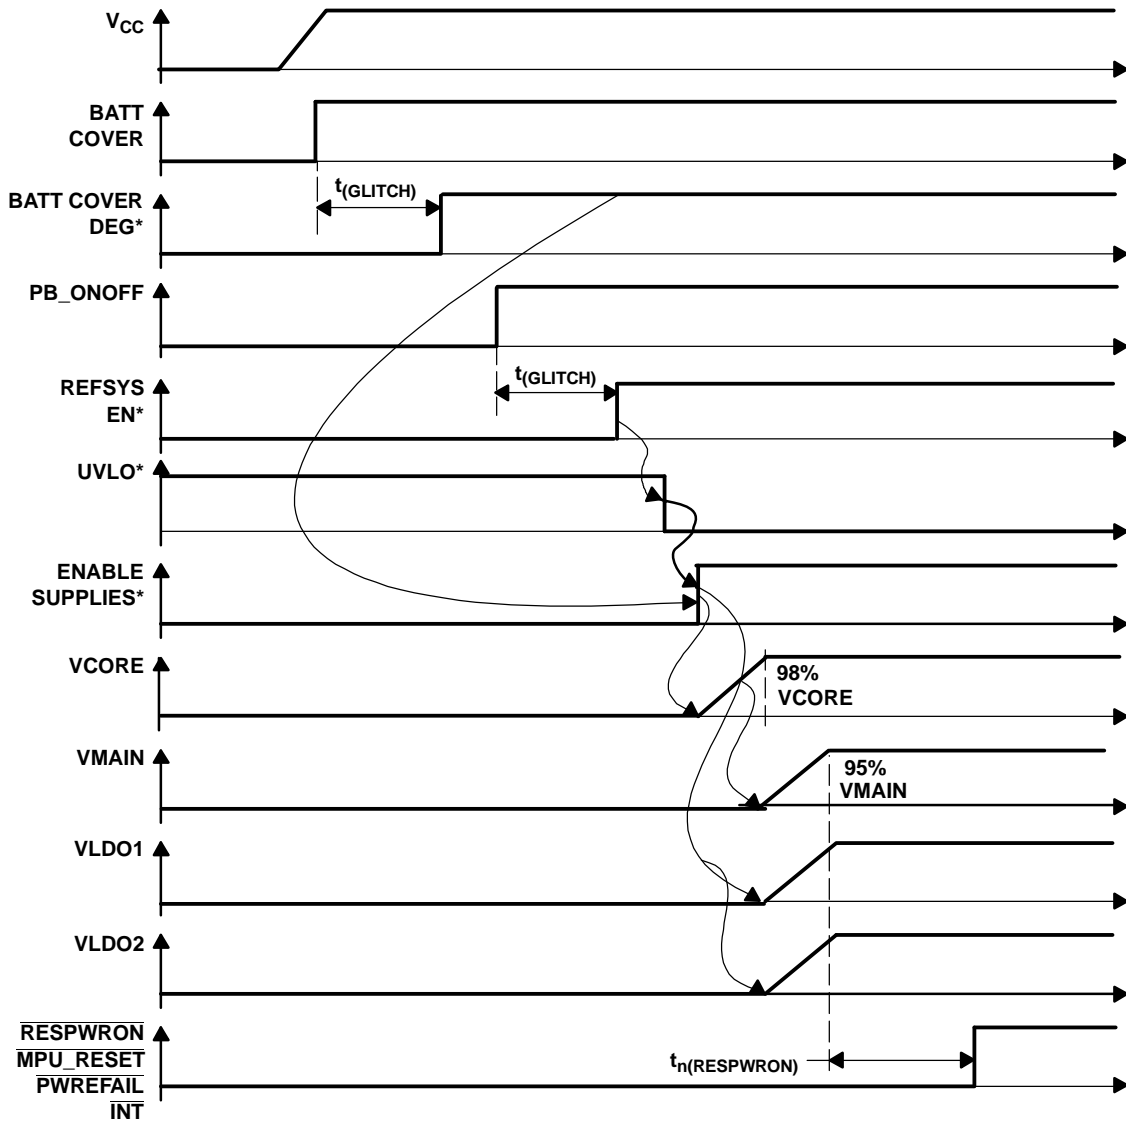 VCC
BATT
COVER
BATT COVER
DEG*
t(GLITCH)
PB_ONOFF
REFSYS
EN*
t(GLITCH)
UVLO*
ENABLE
SUPPLIES*
VCORE
98%
VCORE
VMAIN
95%
VMAIN
VLDO1
VLDO2
RESPWRON
MPU_RESET
PWREFAIL
INT
tn(RESPWRON)